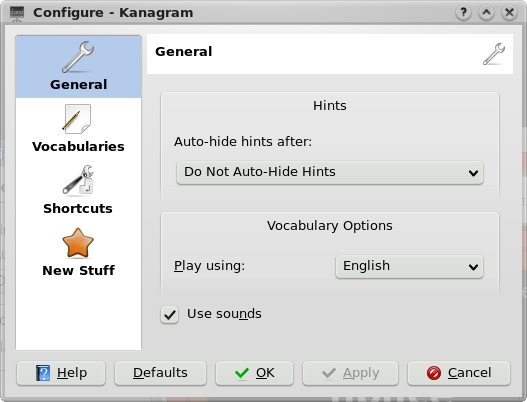 Configure - Kanagram
General
Vocabularies
Shortcuts
New Stuff
General
Hints
Auto-hide hints after:
Do Not Auto-Hide Hints
Vocabulary Options
Play using:
English
Use sounds
Help
Defaults
OK
Apply
Cancel